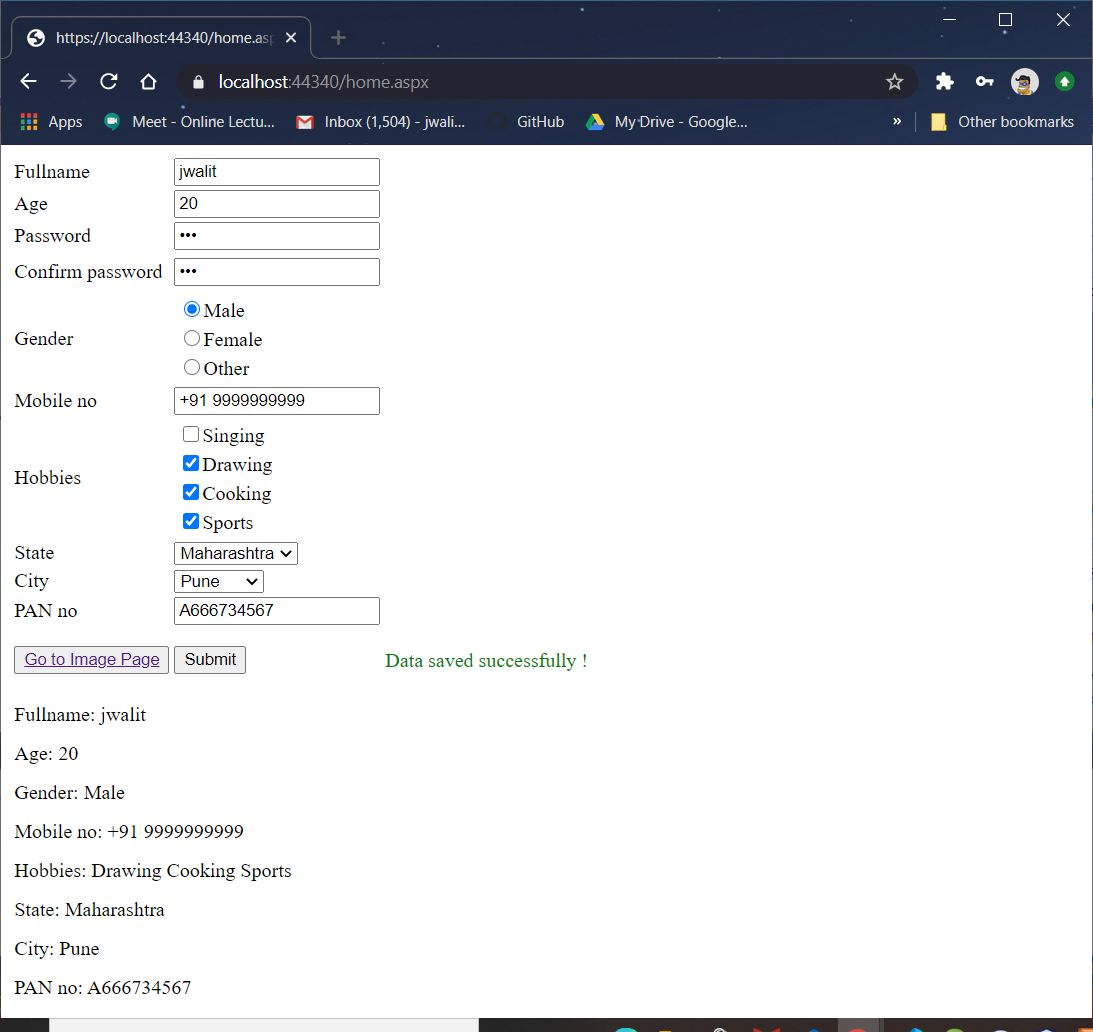 https://localhost:44340/home.asp
localhost:44340/home.aspx
Apps Meet - Online Lectu... Inbox (1,504) - jwali... GitHub My Drive - Google... » Other bookmarks
Fullname jwalit
Age 20
Password •••
Confirm password •••
Male
Gender Female
Other
Mobile no +91 9999999999
Singing
Drawing
Hobbies
Cooking
Sports
State Maharashtra
City Pune
PAN no A666734567
Go to Image Page Submit Data saved successfully !
Fullname: jwalit
Age: 20
Gender: Male
Mobile no: +91 9999999999
Hobbies: Drawing Cooking Sports
State: Maharashtra
City: Pune
PAN no: A666734567